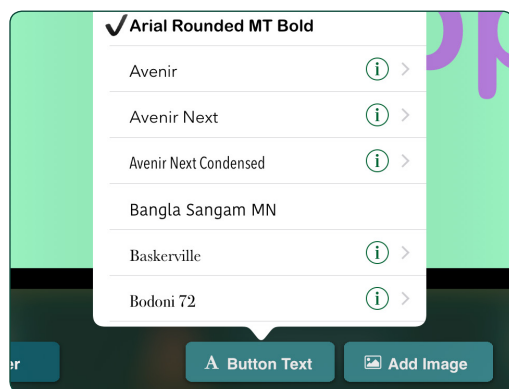 Arial Rounded MT Bold
Avenir
Avenir Next
Avenir Next Condensed
Bangla Sangam MN
Baskerville
Bodoni 72
er
A Button Text
Add Image